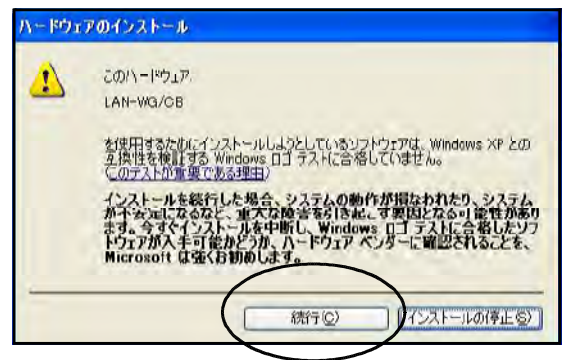 ハードウェアのインストール
このハードウェア:
LAN-WG/CB
を使用するためにインストールしようとしているソフトウェアは、Windows XP との
互換性を検証する Windows ロゴ テストに合格していません。
(このテストが重要である理由)
インストールを続行した場合、システムの動作が損なわれたり、システム
が不安定になるなど、重大な障害を引き起こす要因となる可能性があり
ます。今すぐインストールを中断し、Windows ロゴ テストに合格したソフ
トウェアが入手可能かどうか、ハードウェア ベンダーに確認されることを、
Microsoft は強くお勧めします。
続行(C)
インストールの停止(S)